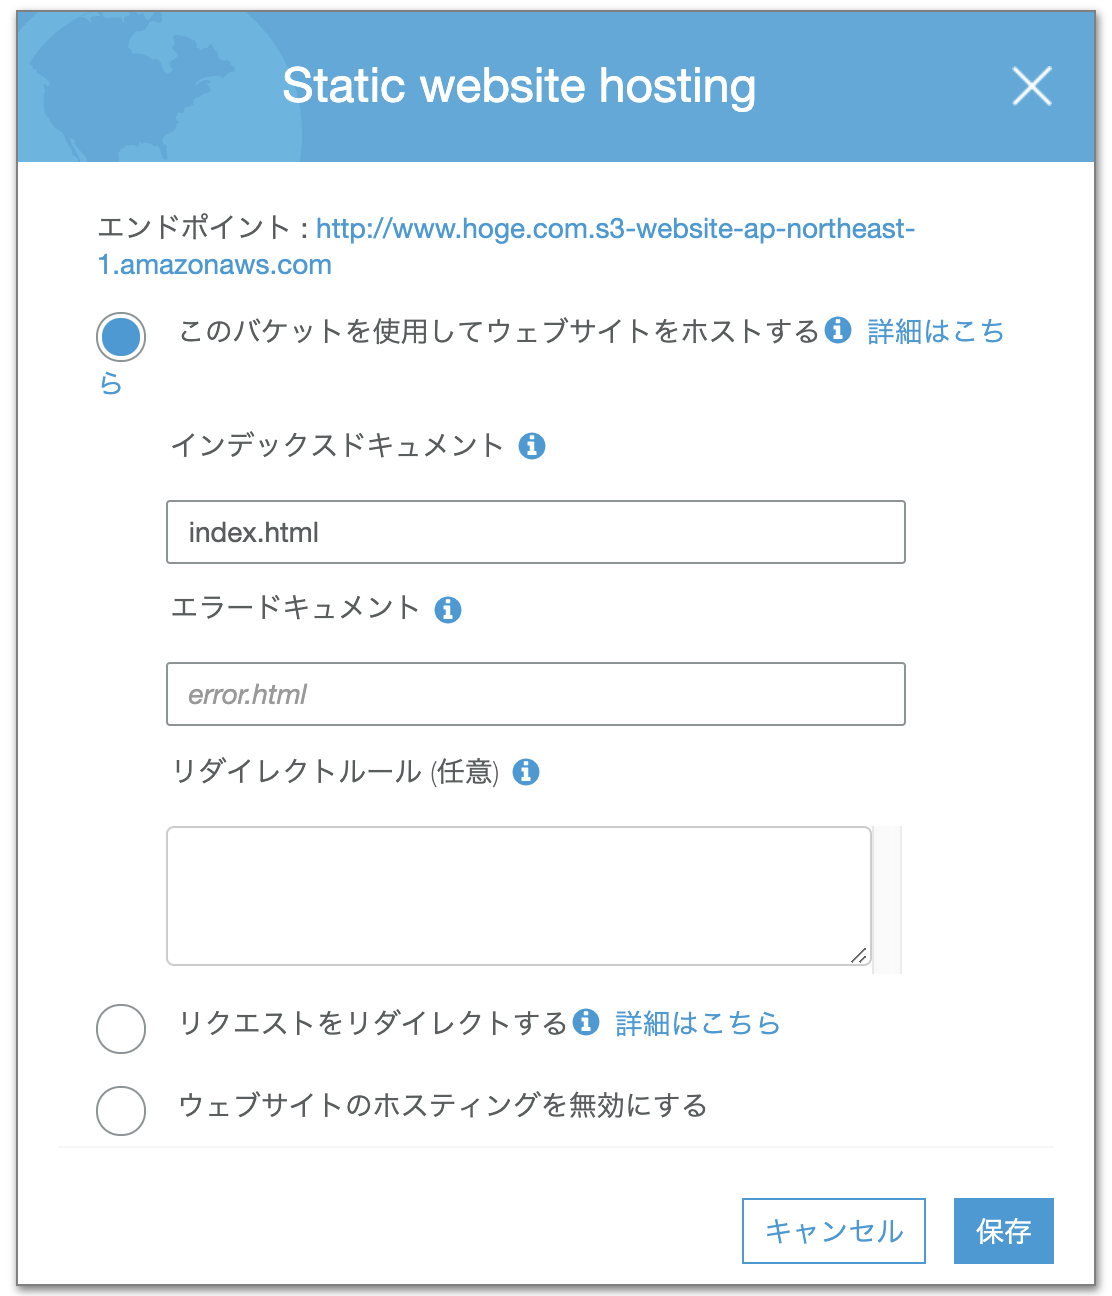 Static website hosting
エンドポイント : http://www.hoge.com.s3-website-ap-northeast-
1.amazonaws.com
このバケットを使用してウェブサイトをホストする 詳細はこち
ら
インデックスドキュメント
index.html
エラードキュメント
error.html
リダイレクトルール (任意)
リクエストをリダイレクトする 詳細はこちら
ウェブサイトのホスティングを無効にする
キャンセル 保存